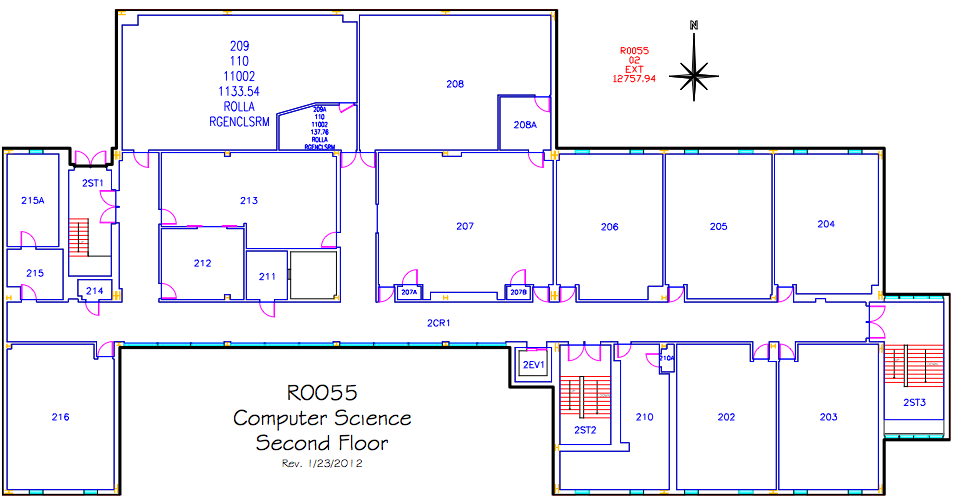 209
110
11002
1133.54
ROLLA
RGENCLSRM
209A
110
11002
137.76
ROLLA
RGENCLSRM
208
208A
N
R0055
02
EXT
12757.94
2ST1
215A
213
207
206
205
204
212
211
215
214
207A
207B
2CR1
2EV1
210A
216
2ST2
210
202
203
2ST3
R0055
Computer Science
Second Floor
Rev. 1/23/2012